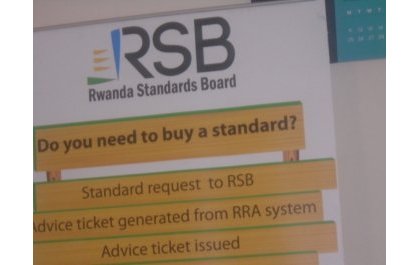 RSB
Rwanda Standards Board
Do you need to buy a standard?
Standard request to RSB
Advice ticket generated from RRA system
Advice ticket issued